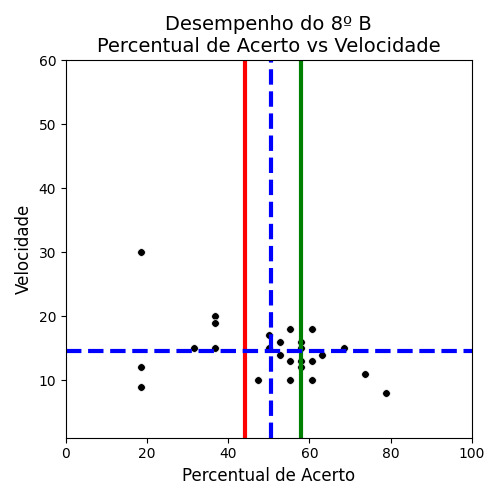 Desempenho do 8º B
Percentual de Acerto vs Velocidade
Velocidade
60
50
40
30
20
10
0 20 40 60 80 100
Percentual de Acerto